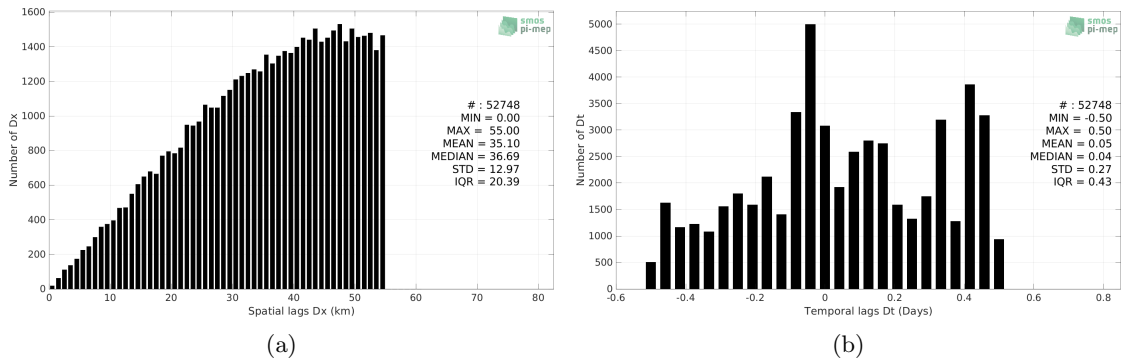 1600
1400
1200
1000
800
600
400
200
0
Number of Dx
0 10 20 30 40 50 60 70 80
Spatial lags Dx (km)
smos
pi-mep
# : 52748
MIN = 0.00
MAX = 55.00
MEAN = 35.10
MEDIAN = 36.69
STD = 12.97
IQR = 20.39
(a)
5000
4500
4000
3500
3000
2500
2000
1500
1000
500
0
Number of Dt
-0.6 -0.4 -0.2 0 0.2 0.4 0.6 0.8
Temporal lags Dt (Days)
smos
pi-mep
# : 52748
MIN = -0.50
MAX = 0.50
MEAN = 0.05
MEDIAN = 0.04
STD = 0.27
IQR = 0.43
(b)